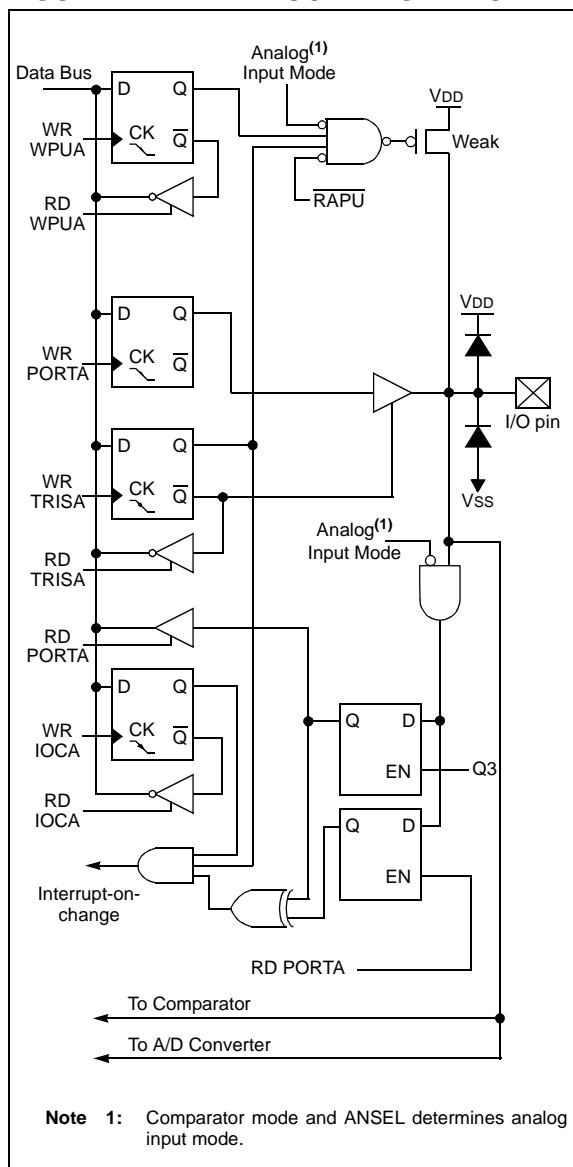 Analog(1)
Input Mode
Data Bus
D Q
VDD
WR
WPUA
CK Q
Weak
RD
WPUA
RAPU
D Q
VDD
WR
PORTA
CK Q
I/O pin
D Q
WR
TRISA
CK Q
VSS
Analog(1)
Input Mode
RD
TRISA
RD
PORTA
D Q
Q D
WR
IOCA
CK Q
EN
Q3
RD
IOCA
Q D
EN
Interrupt-on-
change
RD PORTA
To Comparator
To A/D Converter
Note 1: Comparator mode and ANSEL determines analog
input mode.